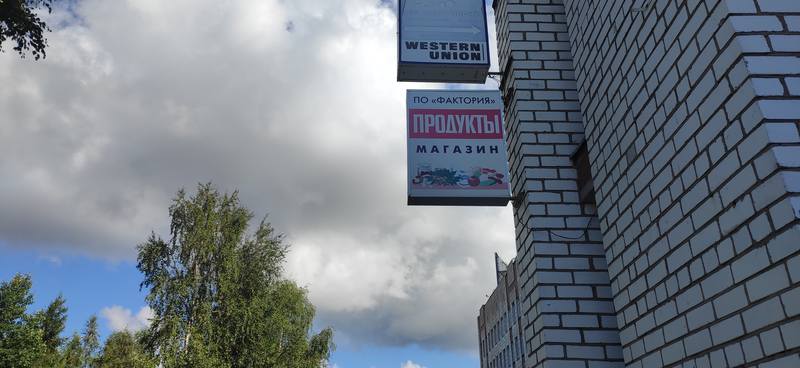 WESTERN
UNION
ПО «ФАКТОРИЯ»
ПРОДУКТЫ
МАГАЗИН